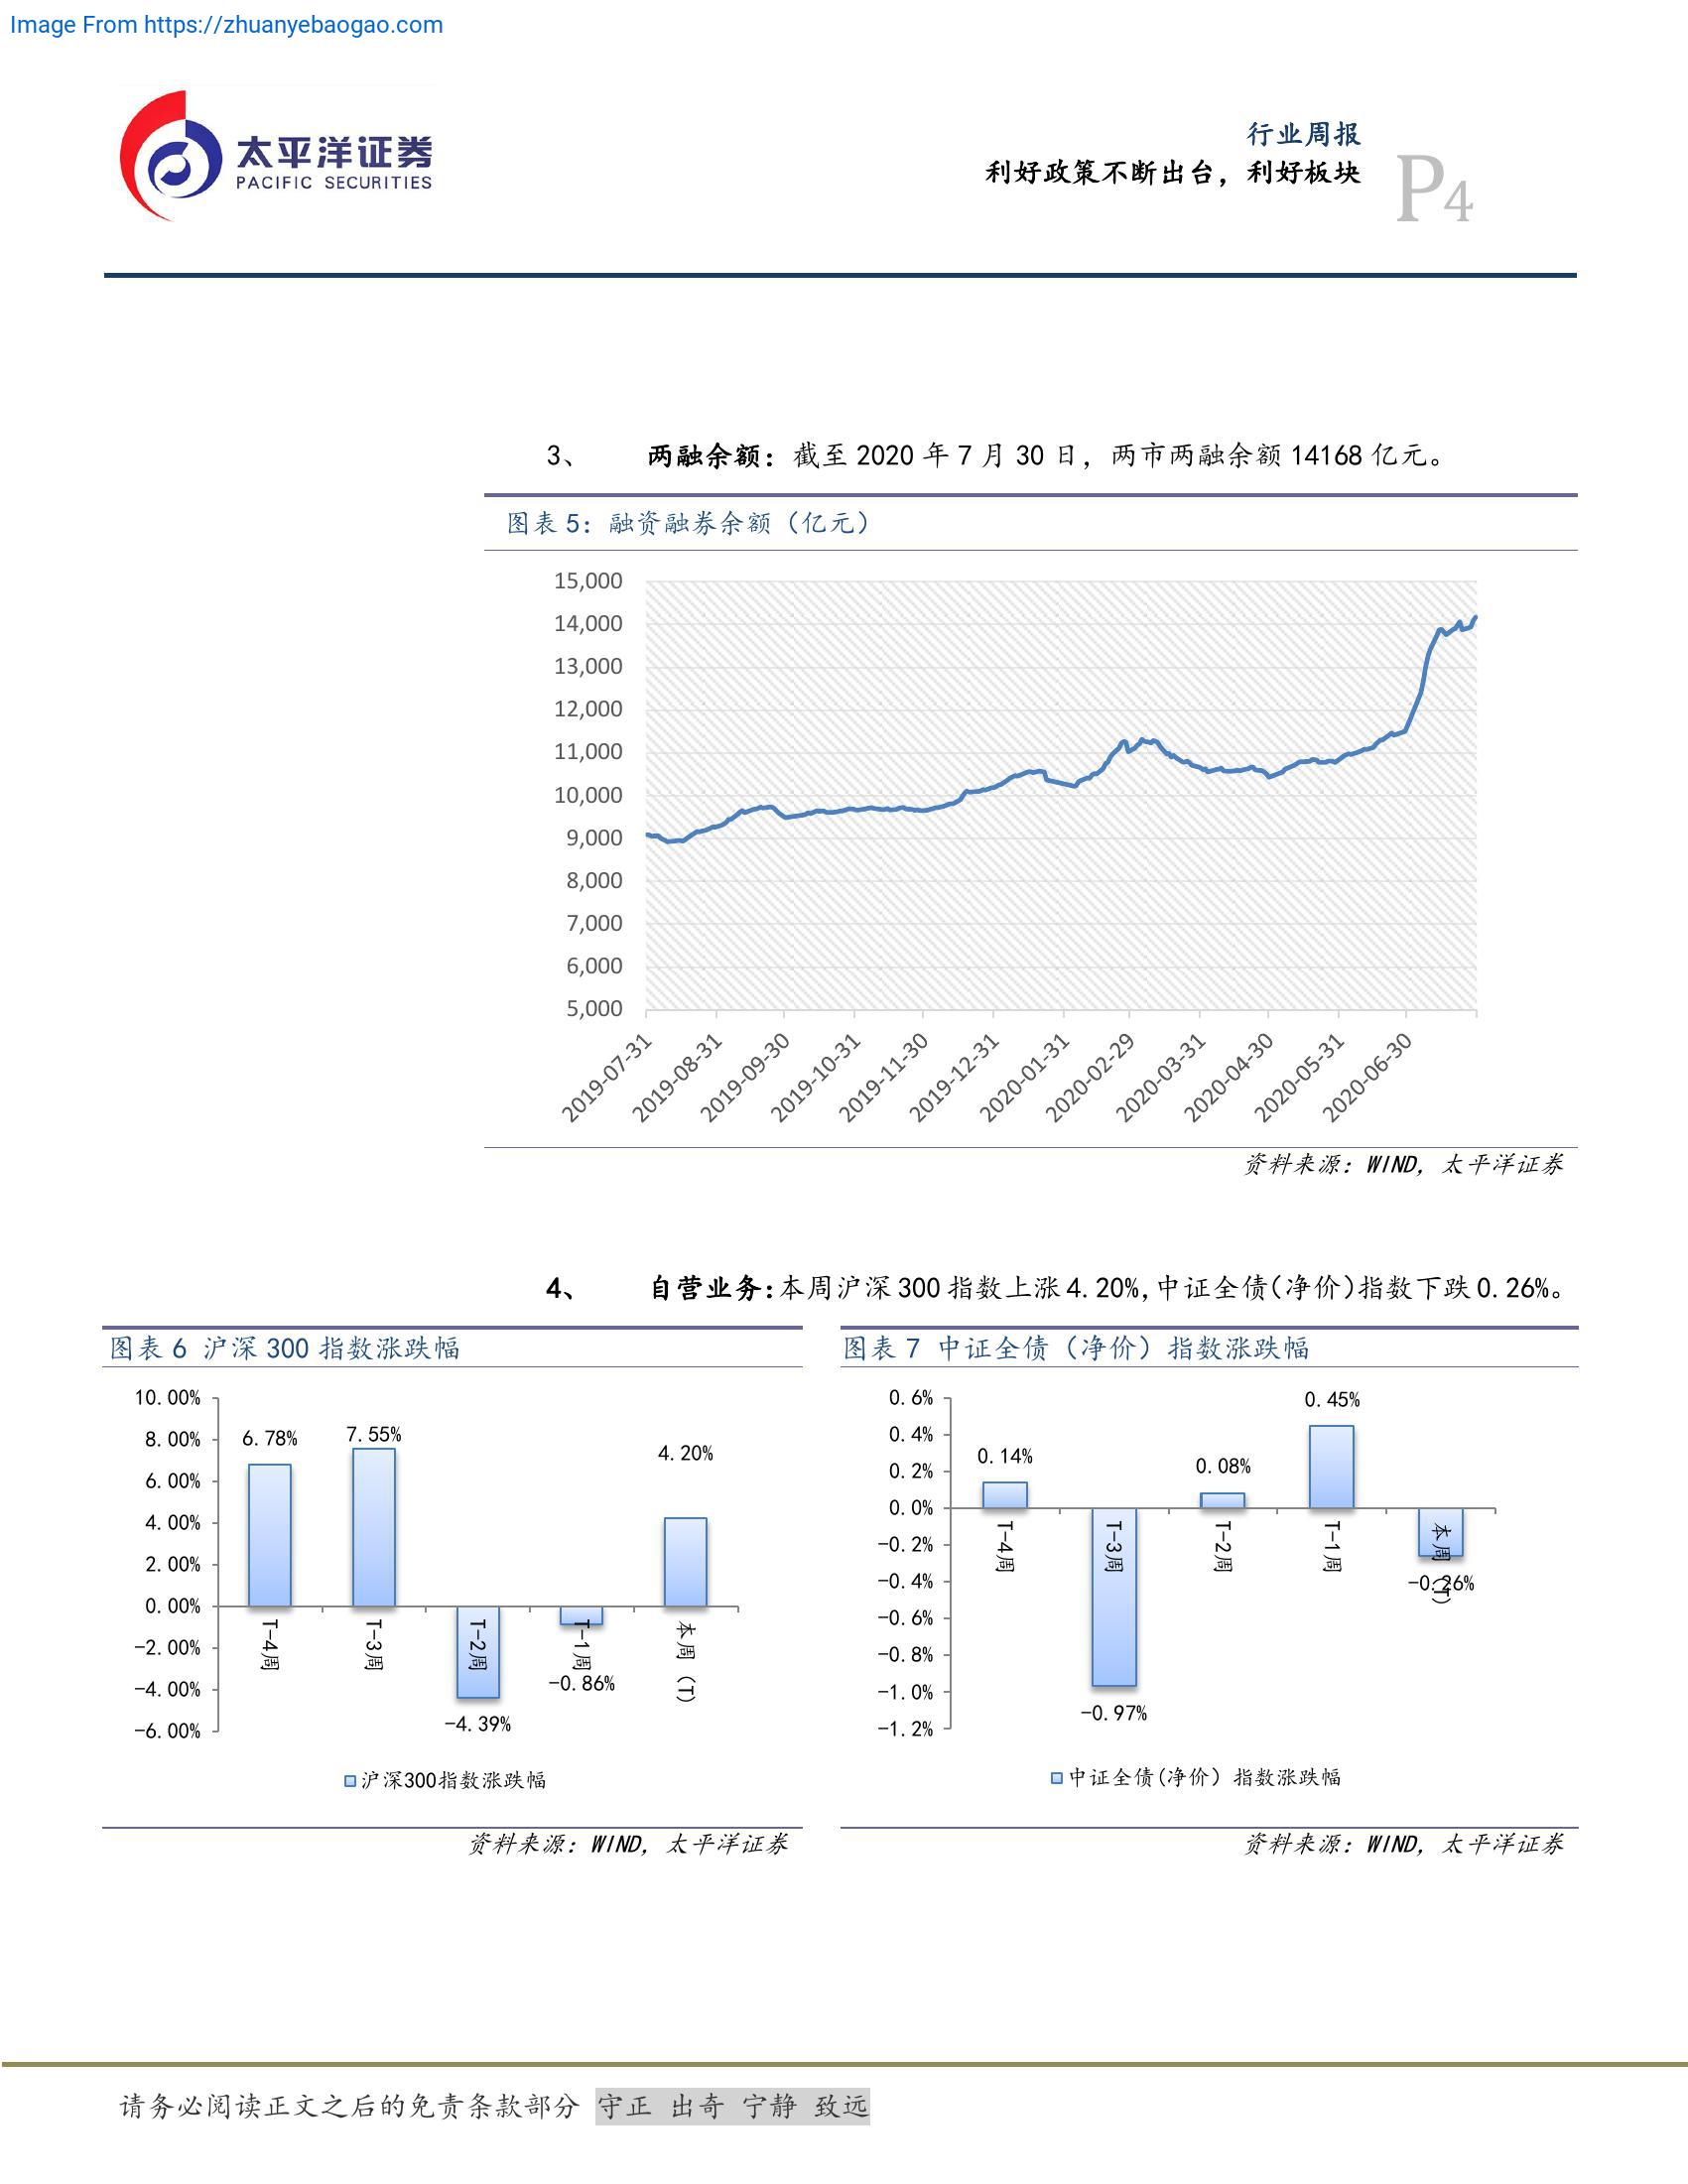 Image From https://zhuanyebaogao.com
太平洋证券
PACIFIC SECURITIES
行业周报
利好政策不断出台，利好板块
P4
3、 两融余额：截至 2020 年 7 月 30 日，两市两融余额 14168 亿元。
图表 5：融资融券余额（亿元）
15,000
14,000
13,000
12,000
11,000
10,000
9,000
8,000
7,000
6,000
5,000
2019-07-31
2019-08-31
2019-09-30
2019-10-31
2019-11-30
2019-12-31
2020-01-31
2020-02-29
2020-03-31
2020-04-30
2020-05-31
2020-06-30
资料来源：WIND，太平洋证券
4、 自营业务：本周沪深 300 指数上涨 4.20%,中证全债(净价)指数下跌 0.26%。
图表 6 沪深 300 指数涨跌幅
10.00%
8.00%
6.00%
4.00%
2.00%
0.00%
-2.00%
-4.00%
-6.00%
6.78%
7.55%
-4.39%
-0.86%
4.20%
T-4周
T-3周
T-2周
T-1周
本周（T）
沪深300指数涨跌幅
资料来源：WIND，太平洋证券
图表 7 中证全债（净价）指数涨跌幅
0.6%
0.4%
0.2%
0.0%
-0.2%
-0.4%
-0.6%
-0.8%
-1.0%
-1.2%
0.14%
-0.97%
0.08%
0.45%
-0.26%
T-4周
T-3周
T-2周
T-1周
本周（T）
中证全债(净价）指数涨跌幅
资料来源：WIND，太平洋证券
请务必阅读正文之后的免责条款部分 守正 出奇 宁静 致远